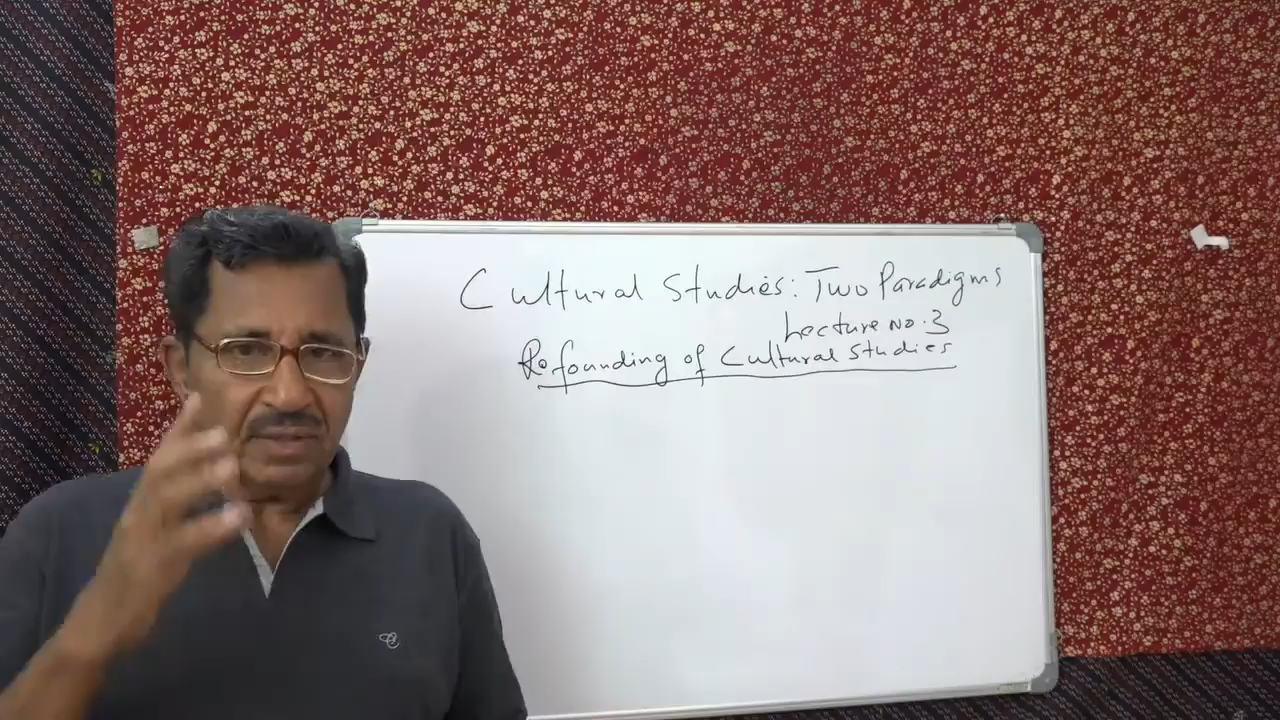 Cultural Studies: Two Paradigms
Lecture No. 3
Refounding of Cultural Studies